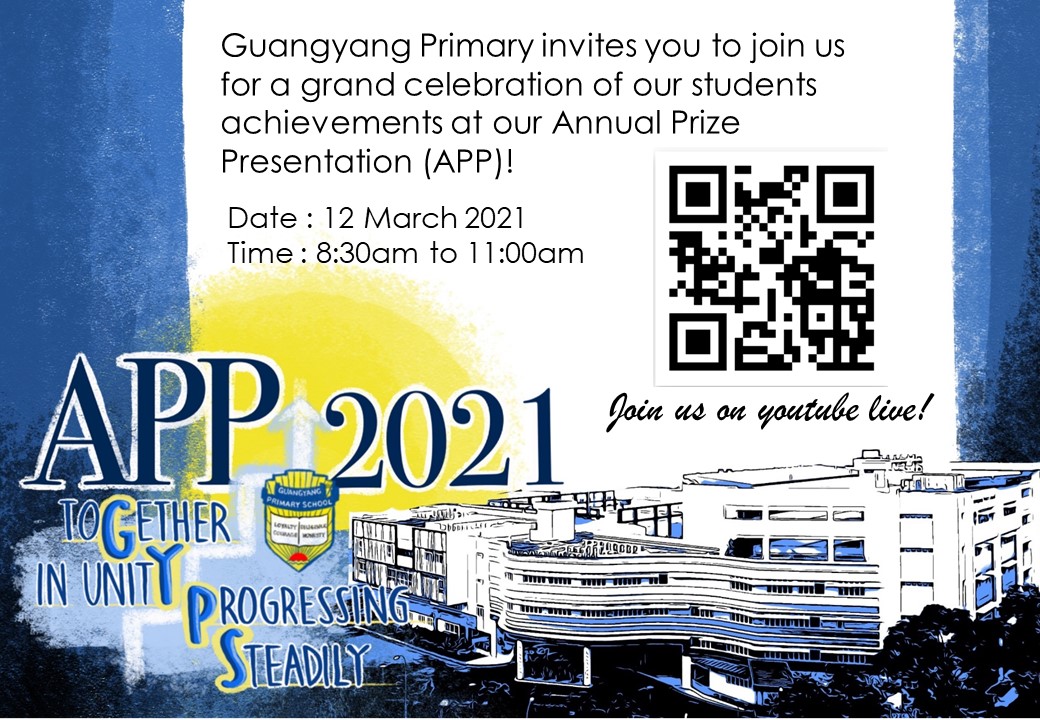 Guangyang Primary invites you to join us
for a grand celebration of our students
achievements at our Annual Prize
Presentation (APP)!
Date : 12 March 2021
Time : 8:30am to 11:00am
Join us on youtube live!
APP 2021
TOGETHER
IN UNITY
PROGRESSING
STEADILY
GUANGYANG
PRIMARY SCHOOL
LOYALTY
COURAGE HONESTY